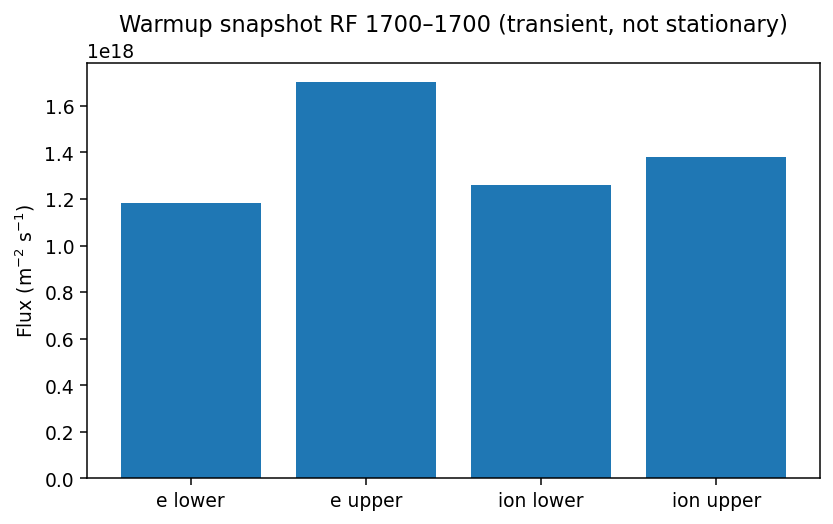 Warmup snapshot RF 1700–1700 (transient, not stationary)
1e18
Flux (m⁻² s⁻¹)
1.6
1.4
1.2
1.0
0.8
0.6
0.4
0.2
0.0
e lower
e upper
ion lower
ion upper